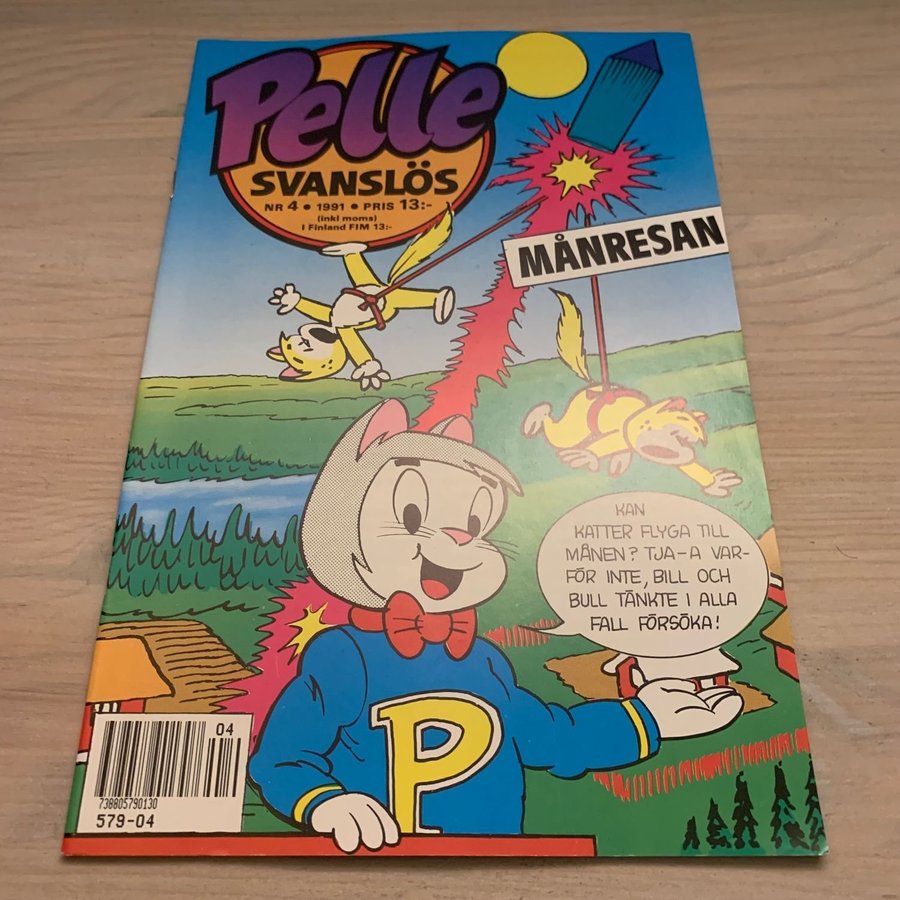 Pelle
SVANSLÖS
NR 4 • 1991 • PRIS 13:-
(inkl moms)
I Finland FIM 13:-
MÅNRESAN
KAN
KATTER FLYGA TILL
MÅNEN? TJA-A VAR-
FÖR INTE, BILL OCH
BULL TÄNKTE I ALLA
FALL FÖRSÖKA!
P
04
738805790130
579-04